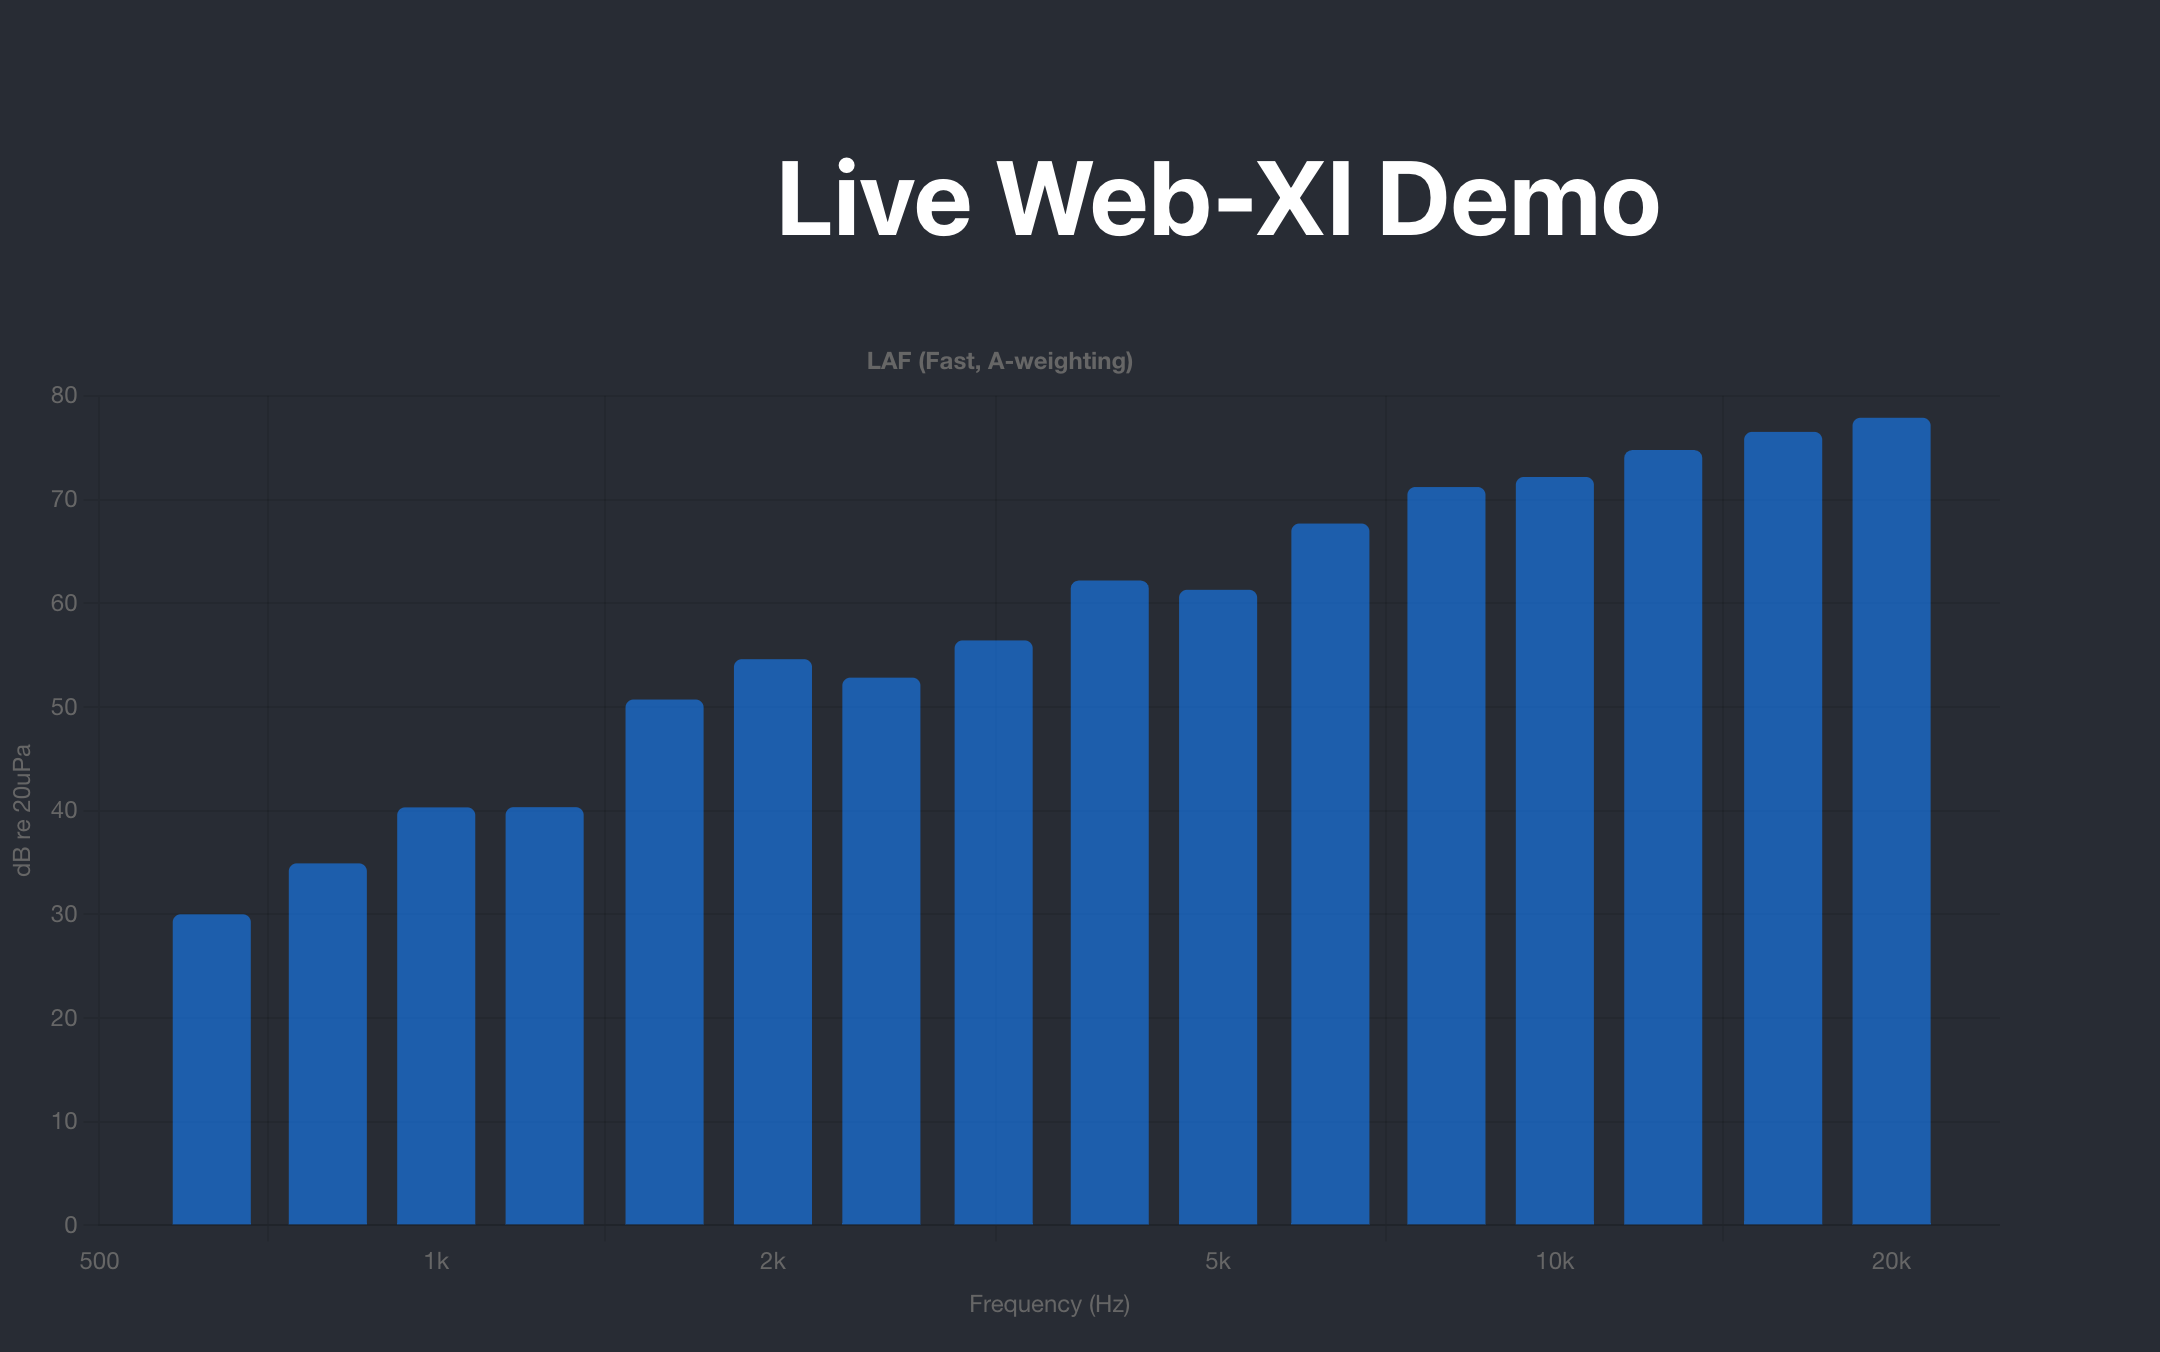 Live Web-XI Demo
LAF (Fast, A-weighting)
80
70
60
50
40
30
20
10
0
dB re 20uPa
500 1k 2k 5k 10k 20k
Frequency (Hz)